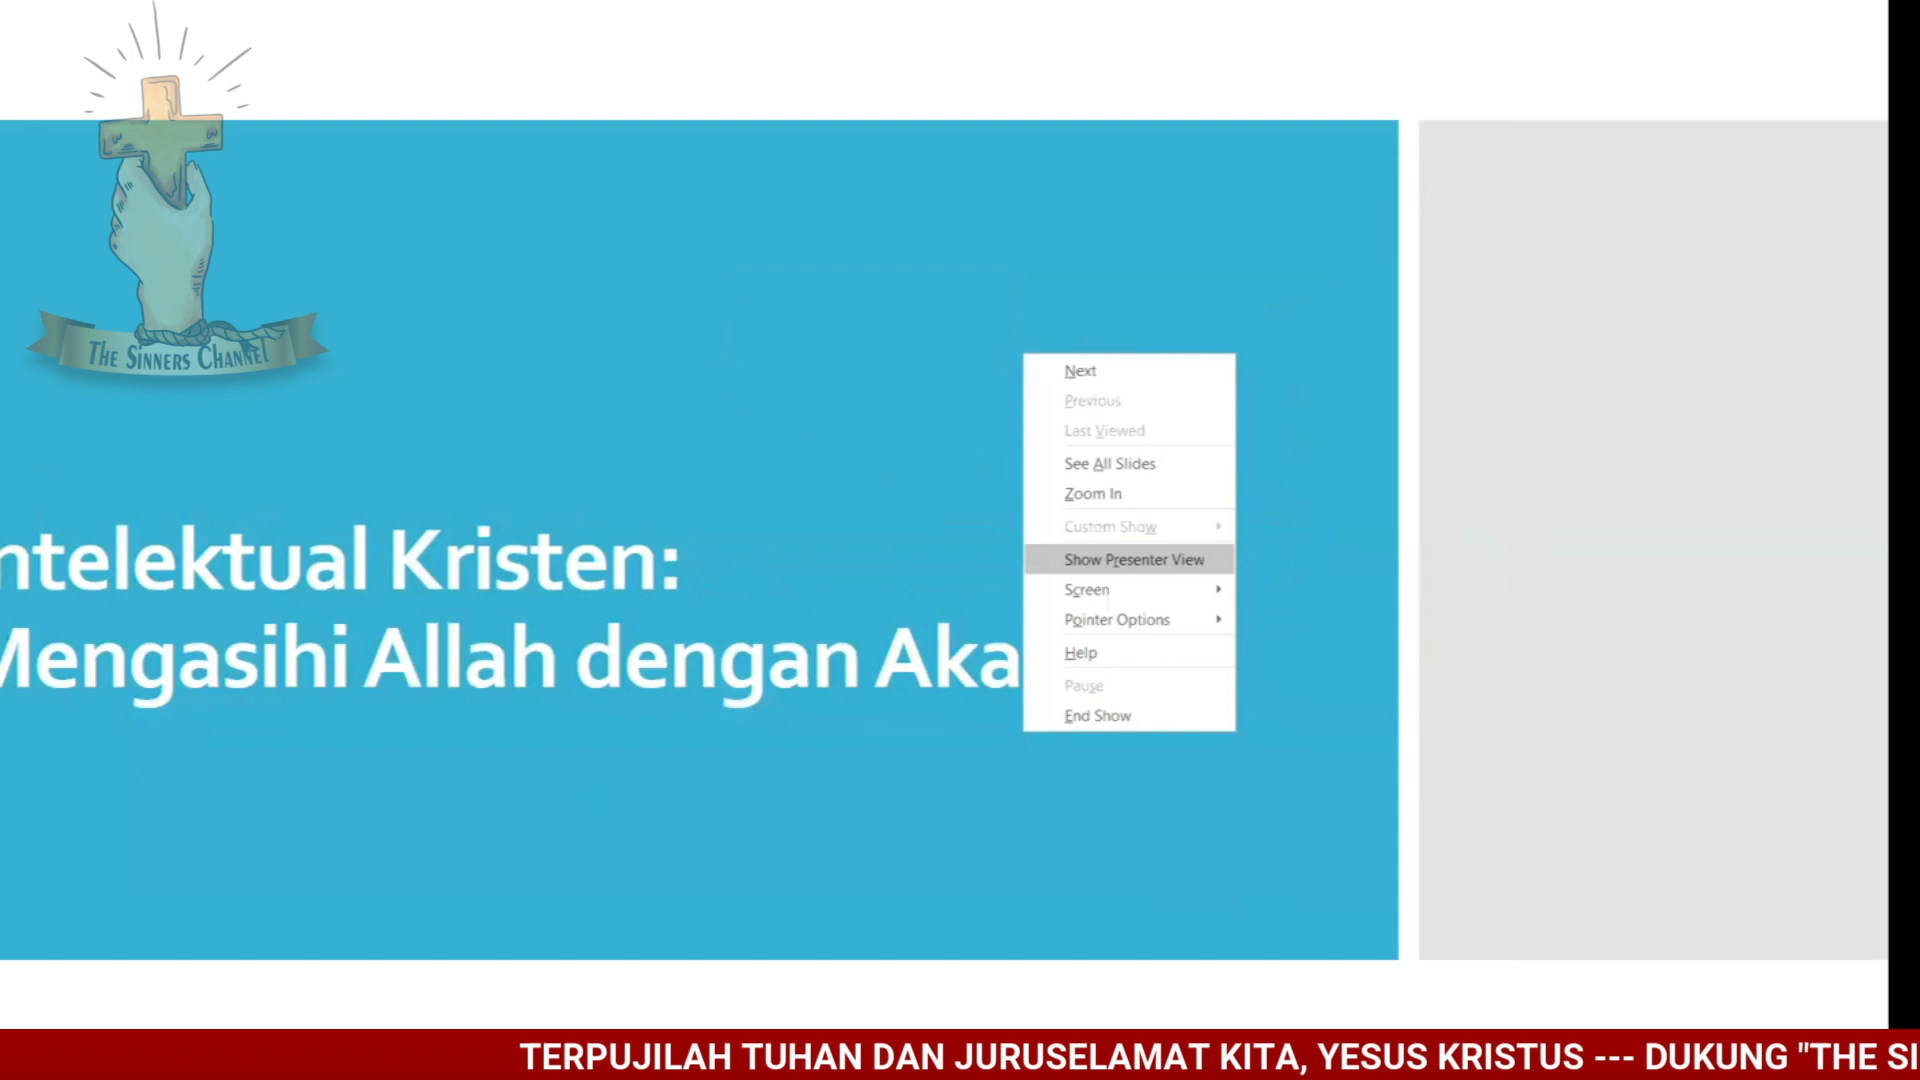 THE SINNERS CHANNEL
Next
Previous
Last Viewed
See All Slides
Zoom In
Custom Show
Show Presenter View
Screen
Pointer Options
Help
Pause
End Show
ntelektual Kristen:
Mengasihi Allah dengan Aka
TERPUJILAH TUHAN DAN JURUSELAMAT KITA, YESUS KRISTUS --- DUKUNG "THE SI